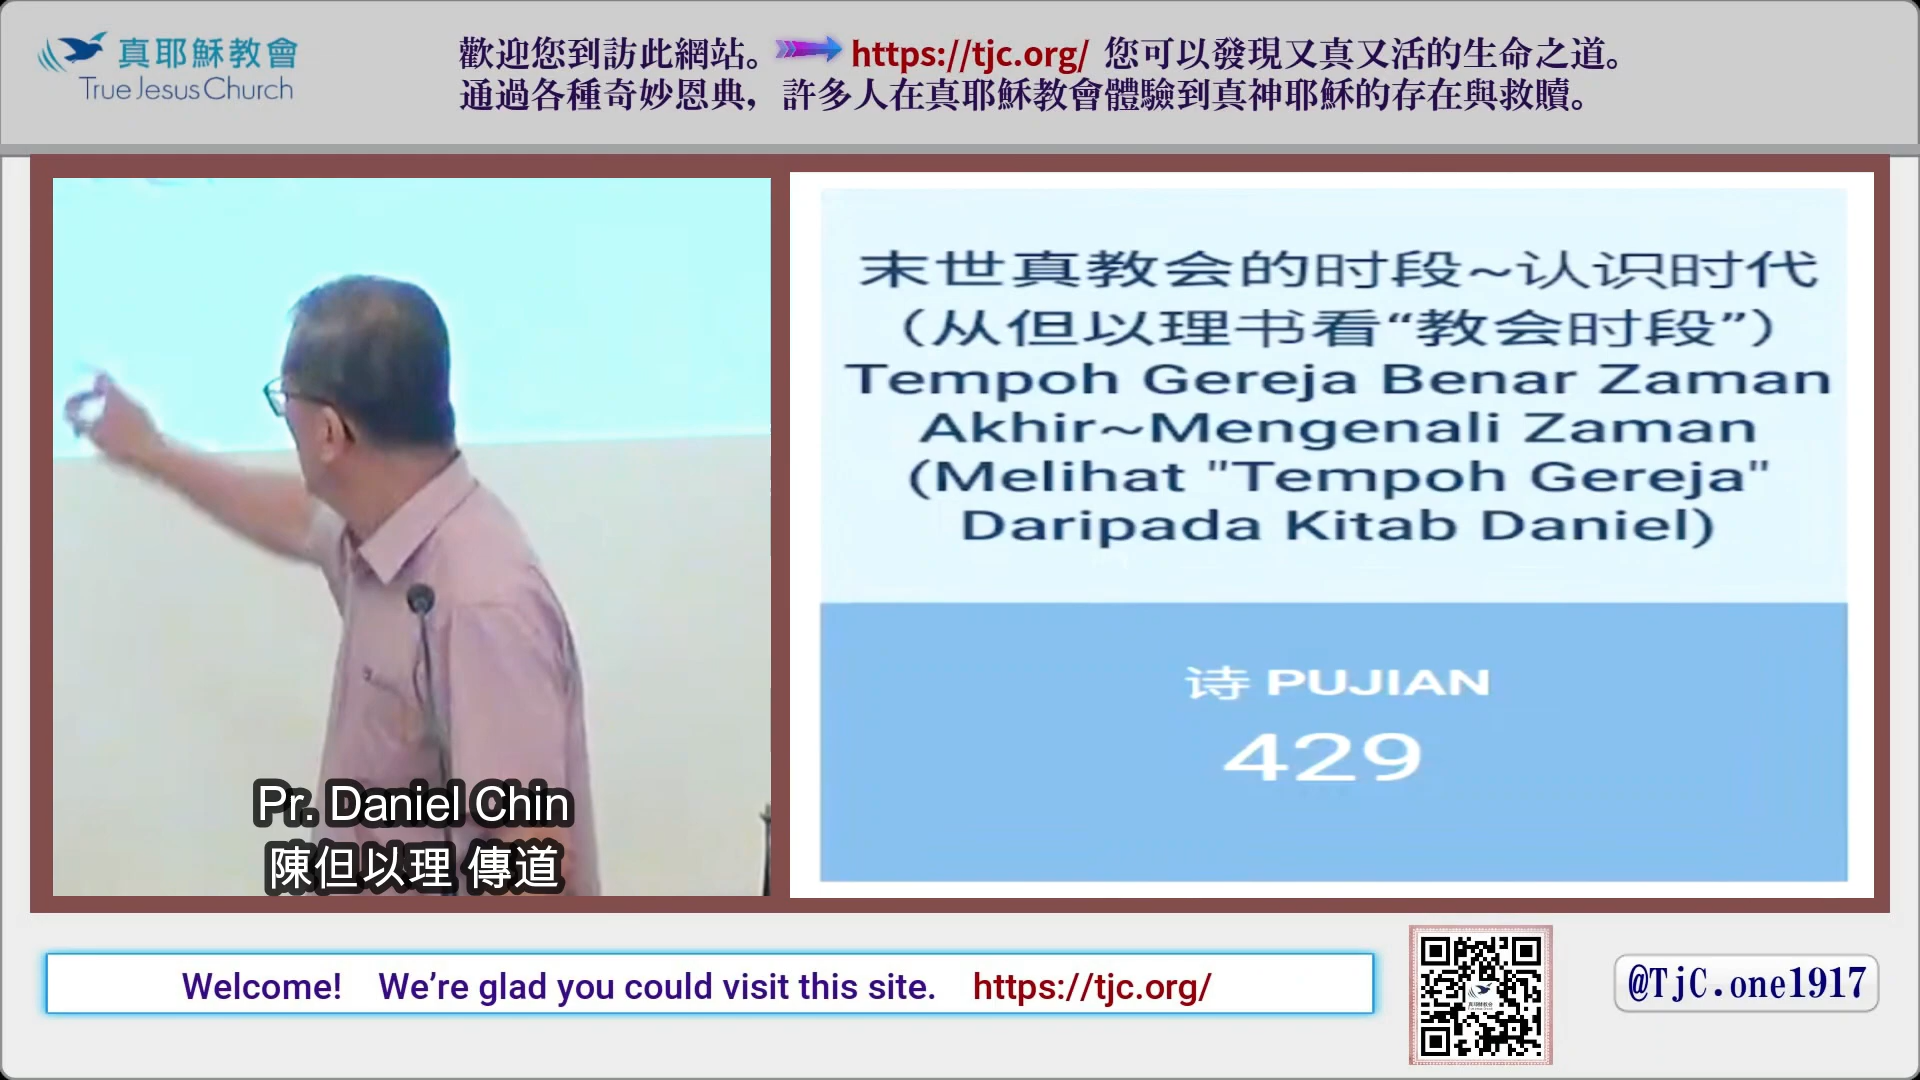 真耶穌教會
True Jesus Church
歡迎您到訪此網站。 https://tjc.org/ 您可以發現又真又活的生命之道。
通過各種奇妙恩典，許多人在真耶穌教會體驗到真神耶穌的存在與救贖。
末世真教会的时段~认识时代
（从但以理书看“教会时段”）
Tempoh Gereja Benar Zaman
Akhir~Mengenali Zaman
(Melihat "Tempoh Gereja"
Daripada Kitab Daniel)
诗 PUJIAN
429
Pr. Daniel Chin
陳但以理 傳道
Welcome! We’re glad you could visit this site. https://tjc.org/
@TjC.one1917